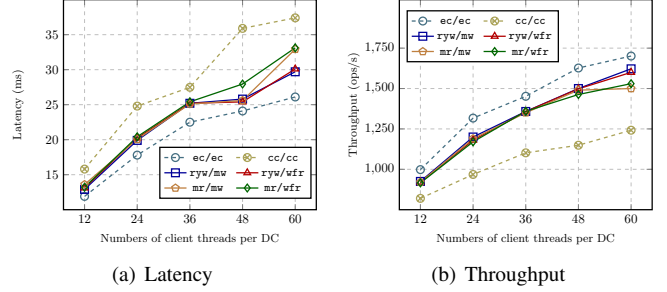 35
30
25
20
15
Latency (ms)
ec/ec
cc/cc
ryw/mw
ryw/wfr
mr/mw
mr/wfr
12 24 36 48 60
Numbers of client threads per DC
(a) Latency
1,750
1,500
1,250
1,000
Throughput (ops/s)
ec/ec
cc/cc
ryw/mw
ryw/wfr
mr/mw
mr/wfr
12 24 36 48 60
Numbers of client threads per DC
(b) Throughput